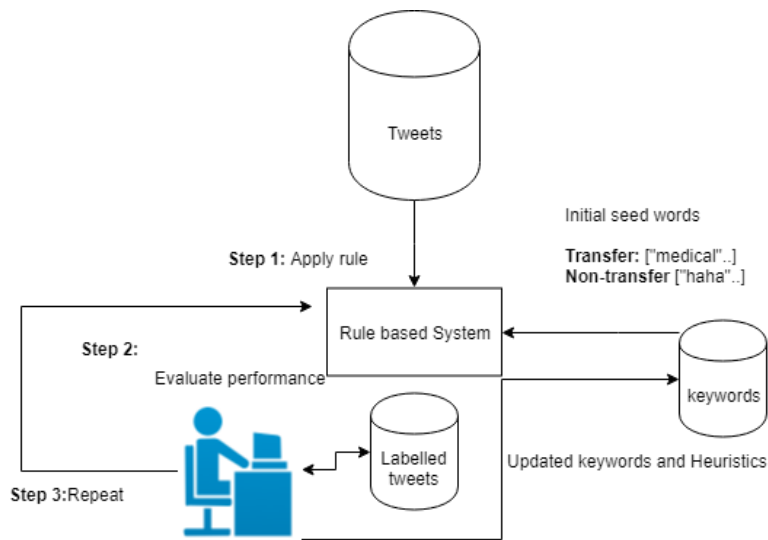 Tweets
Initial seed words
Step 1: Apply rule
Transfer: ["medical"..]
Non-transfer ["haha"..]
Rule based System
Step 2:
Evaluate performance
keywords
Labelled
tweets
Updated keywords and Heuristics
Step 3:Repeat